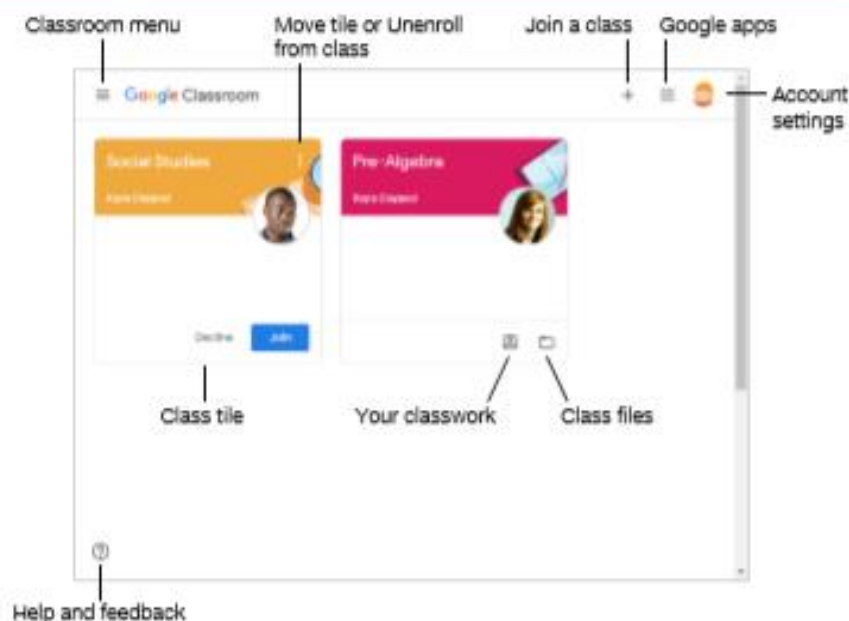 Classroom menu
Move tile or Unenroll
from class
Join a class
Google apps
Google Classroom
Account
settings
Social Studies
Pre-Algebra
Decline
Join
Class tile
Your classwork
Class files
Help and feedback